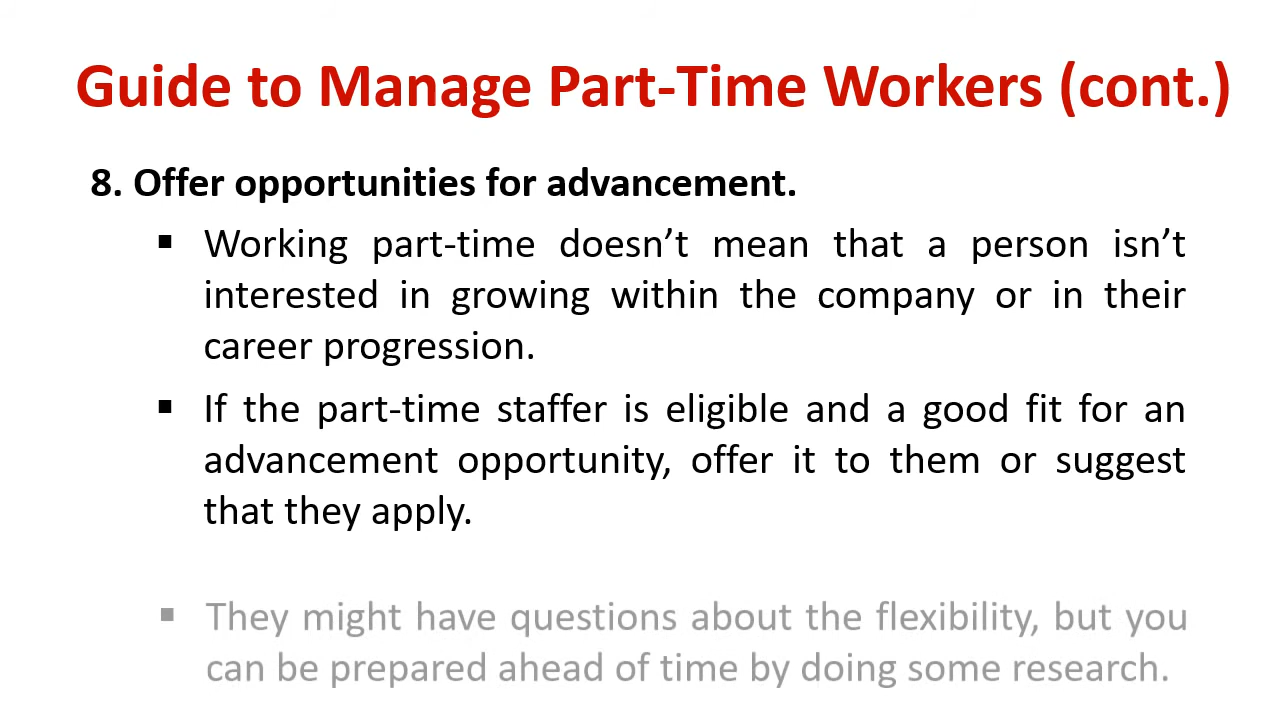 Guide to Manage Part-Time Workers (cont.)
8. Offer opportunities for advancement.
▪ Working part-time doesn’t mean that a person isn’t
interested in growing within the company or in their
career progression.
▪ If the part-time staffer is eligible and a good fit for an
advancement opportunity, offer it to them or suggest
that they apply.
▪ They might have questions about the flexibility, but you
can be prepared ahead of time by doing some research.